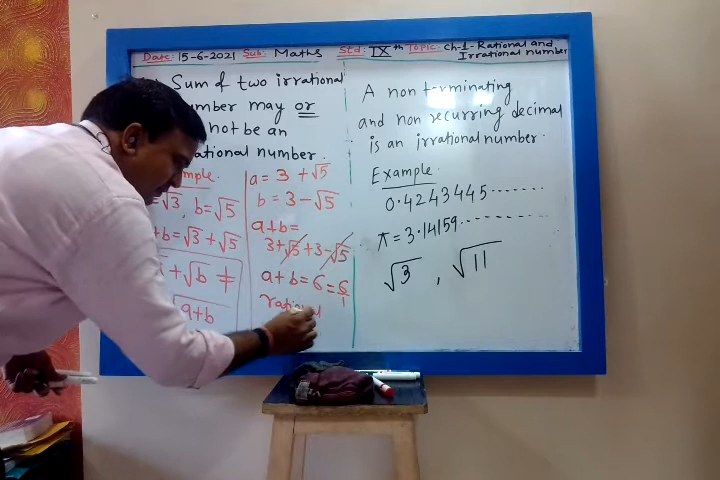 Date: 15-6-2021 Sub: Maths Std: IXth Topic: Ch-1-Rational and Irrational number
Sum of two irrational
number may or
not be an
ational number.
mple.
√3, b=√5
+b=√3+√5
+√b ≠
√a+b
a=3+√5
b=3-√5
a+b=
3+√5+3-√5
a+b=6=6/1
rational
A non terminating
and non recurring decimal
is an irrational number.
Example.
0.4243445.......
π=3.14159..........
√3, √11